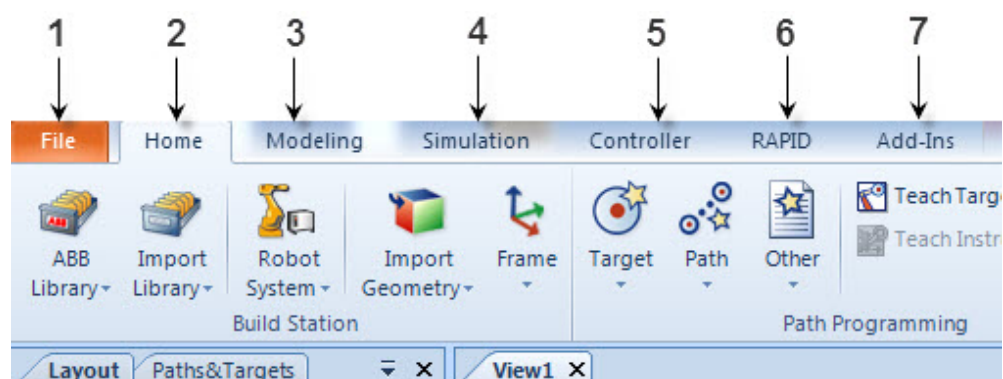 1 2 3 4 5 6 7
File Home Modeling Simulation Controller RAPID Add-Ins
ABB Library
Import Library
Robot System
Import Geometry
Frame
Target
Path
Other
Teach Targ
Teach Instr
Build Station
Path Programming
Layout Paths&Targets View1